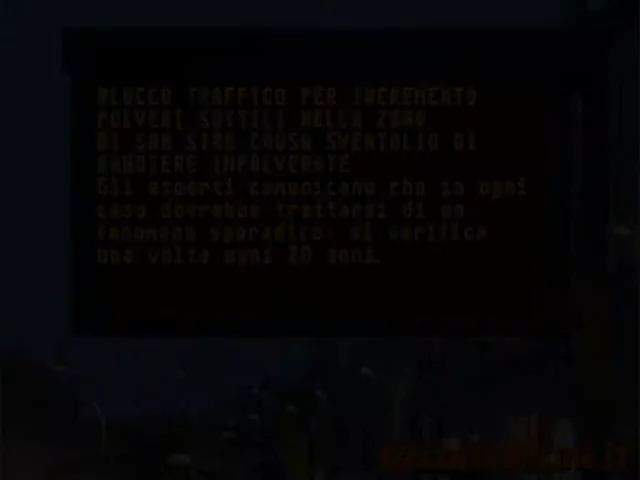 BLOCCO TRAFFICO PER INCREMENTO
POLVERI SOTTILI NELLA ZONA
DI SAN SIRO CAUSA SVENTOLIO DI
BANDIERE IMPOLVERATE
Gli esperti comunicano che in ogni
caso dovrebbe trattarsi di un
fenomeno sporadico: si verifica
una volta ogni 20 anni.